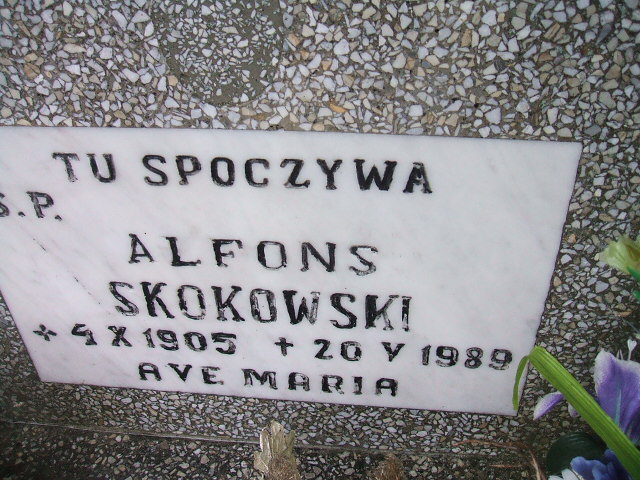 TU SPOCZYWA
S.P.
ALFONS
SKOKOWSKI
+ 4 X 1905 + 20 V 1989
AVE MARIA